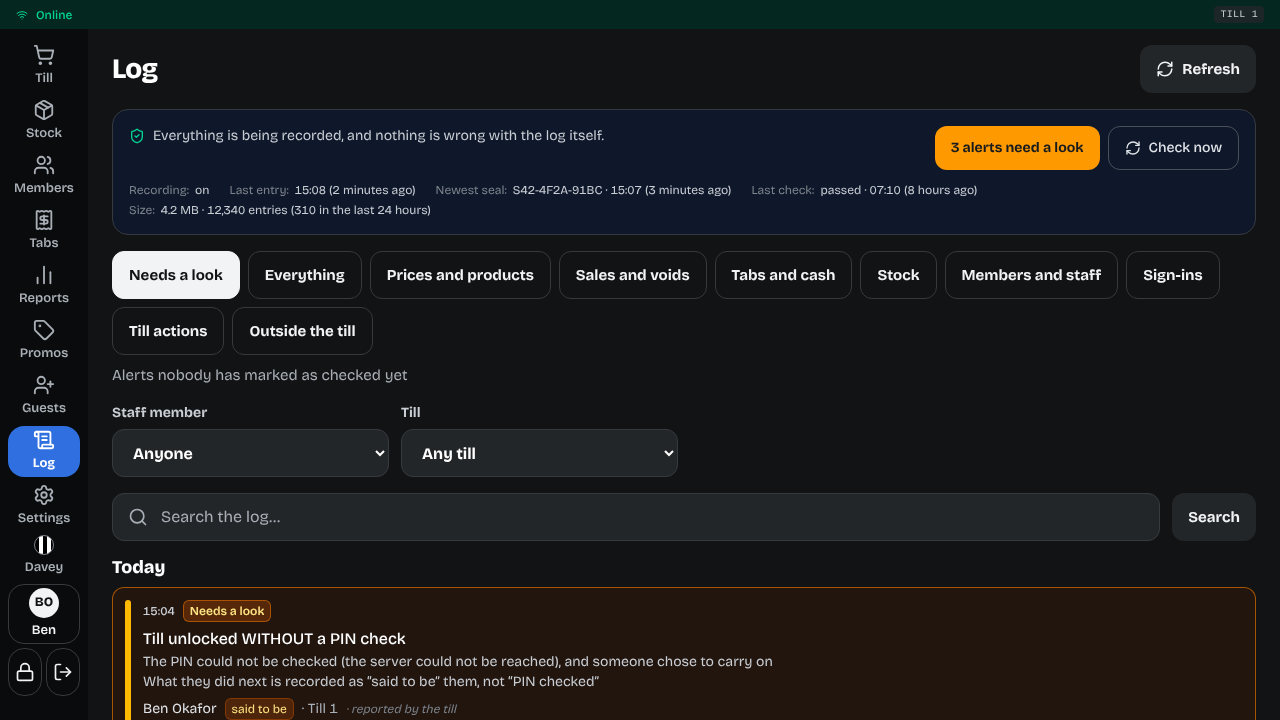 Online
TILL 1
Till
Stock
Members
Tabs
Reports
Promos
Guests
Log
Settings
Davey
BO
Ben
Log
Refresh
Everything is being recorded, and nothing is wrong with the log itself.
3 alerts need a look
Check now
Recording: on Last entry: 15:08 (2 minutes ago) Newest seal: S42-4F2A-91BC · 15:07 (3 minutes ago) Last check: passed · 07:10 (8 hours ago)
Size: 4.2 MB · 12,340 entries (310 in the last 24 hours)
Needs a look Everything Prices and products Sales and voids Tabs and cash Stock Members and staff Sign-ins
Till actions Outside the till
Alerts nobody has marked as checked yet
Staff member Till
Anyone Any till
Search the log... Search
Today
15:04 Needs a look
Till unlocked WITHOUT a PIN check
The PIN could not be checked (the server could not be reached), and someone chose to carry on
What they did next is recorded as “said to be” them, not “PIN checked”
Ben Okafor said to be · Till 1 · reported by the till